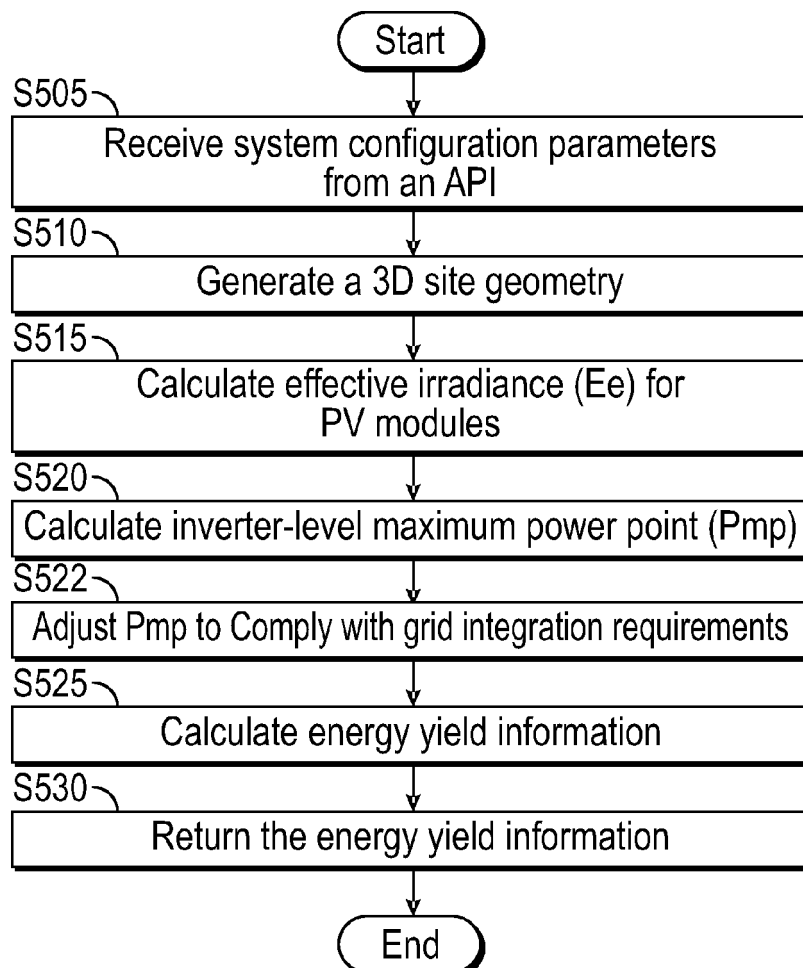 Start
S505
Receive system configuration parameters
from an API
S510
Generate a 3D site geometry
S515
Calculate effective irradiance (Ee) for
PV modules
S520
Calculate inverter-level maximum power point (Pmp)
S522
Adjust Pmp to Comply with grid integration requirements
S525
Calculate energy yield information
S530
Return the energy yield information
End